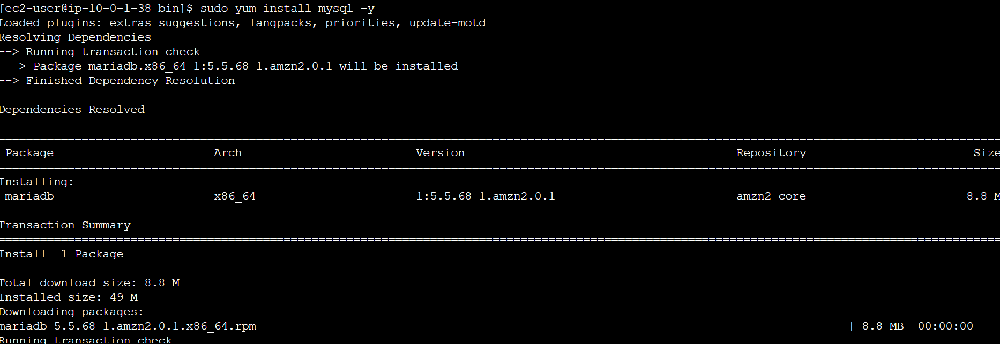 [ec2-user@ip-10-0-1-38 bin]$ sudo yum install mysql -y
Loaded plugins: extras_suggestions, langpacks, priorities, update-motd
Resolving Dependencies
--> Running transaction check
---> Package mariadb.x86_64 1:5.5.68-1.amzn2.0.1 will be installed
--> Finished Dependency Resolution
Dependencies Resolved
Package Arch Version Repository Size
Installing:
mariadb x86_64 1:5.5.68-1.amzn2.0.1 amzn2-core 8.8 M
Transaction Summary
Install 1 Package
Total download size: 8.8 M
Installed size: 49 M
Downloading packages:
mariadb-5.5.68-1.amzn2.0.1.x86_64.rpm | 8.8 MB 00:00:00
Running transaction check